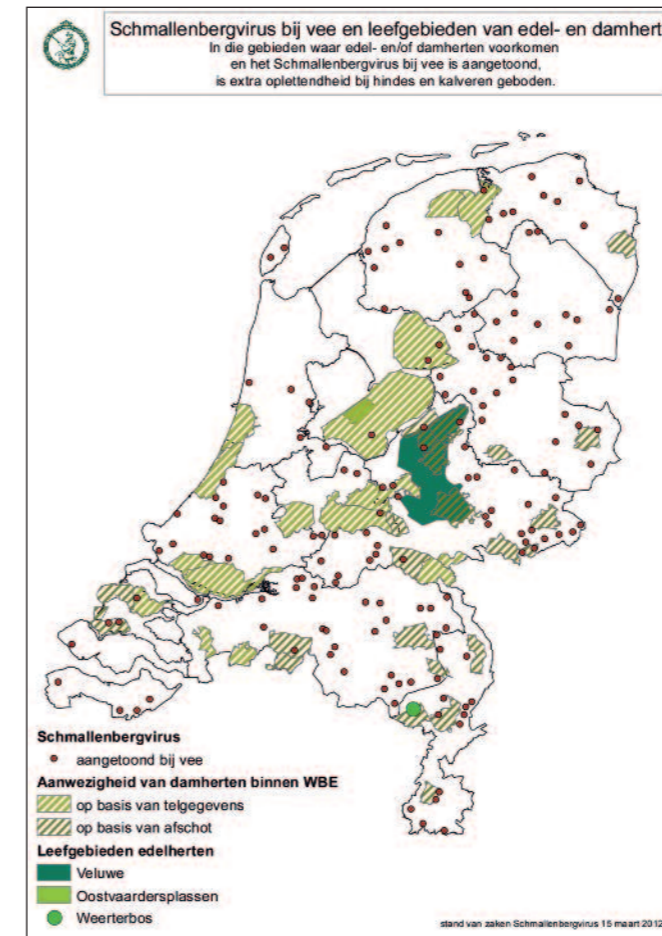 Schmallenbergvirus bij vee en leefgebieden van edel- en damhert
In die gebieden waar edel- en/of damherten voorkomen
en het Schmallenbergvirus bij vee is aangetoond,
is extra oplettendheid bij hindes en kalveren geboden.
Schmallenbergvirus
aangetoond bij vee
Aanwezigheid van damherten binnen WBE
op basis van telgegevens
op basis van afschot
Leefgebieden edelherten
Veluwe
Oostvaardersplassen
Weerterbos
stand van zaken Schmallenbergvirus 15 maart 2012